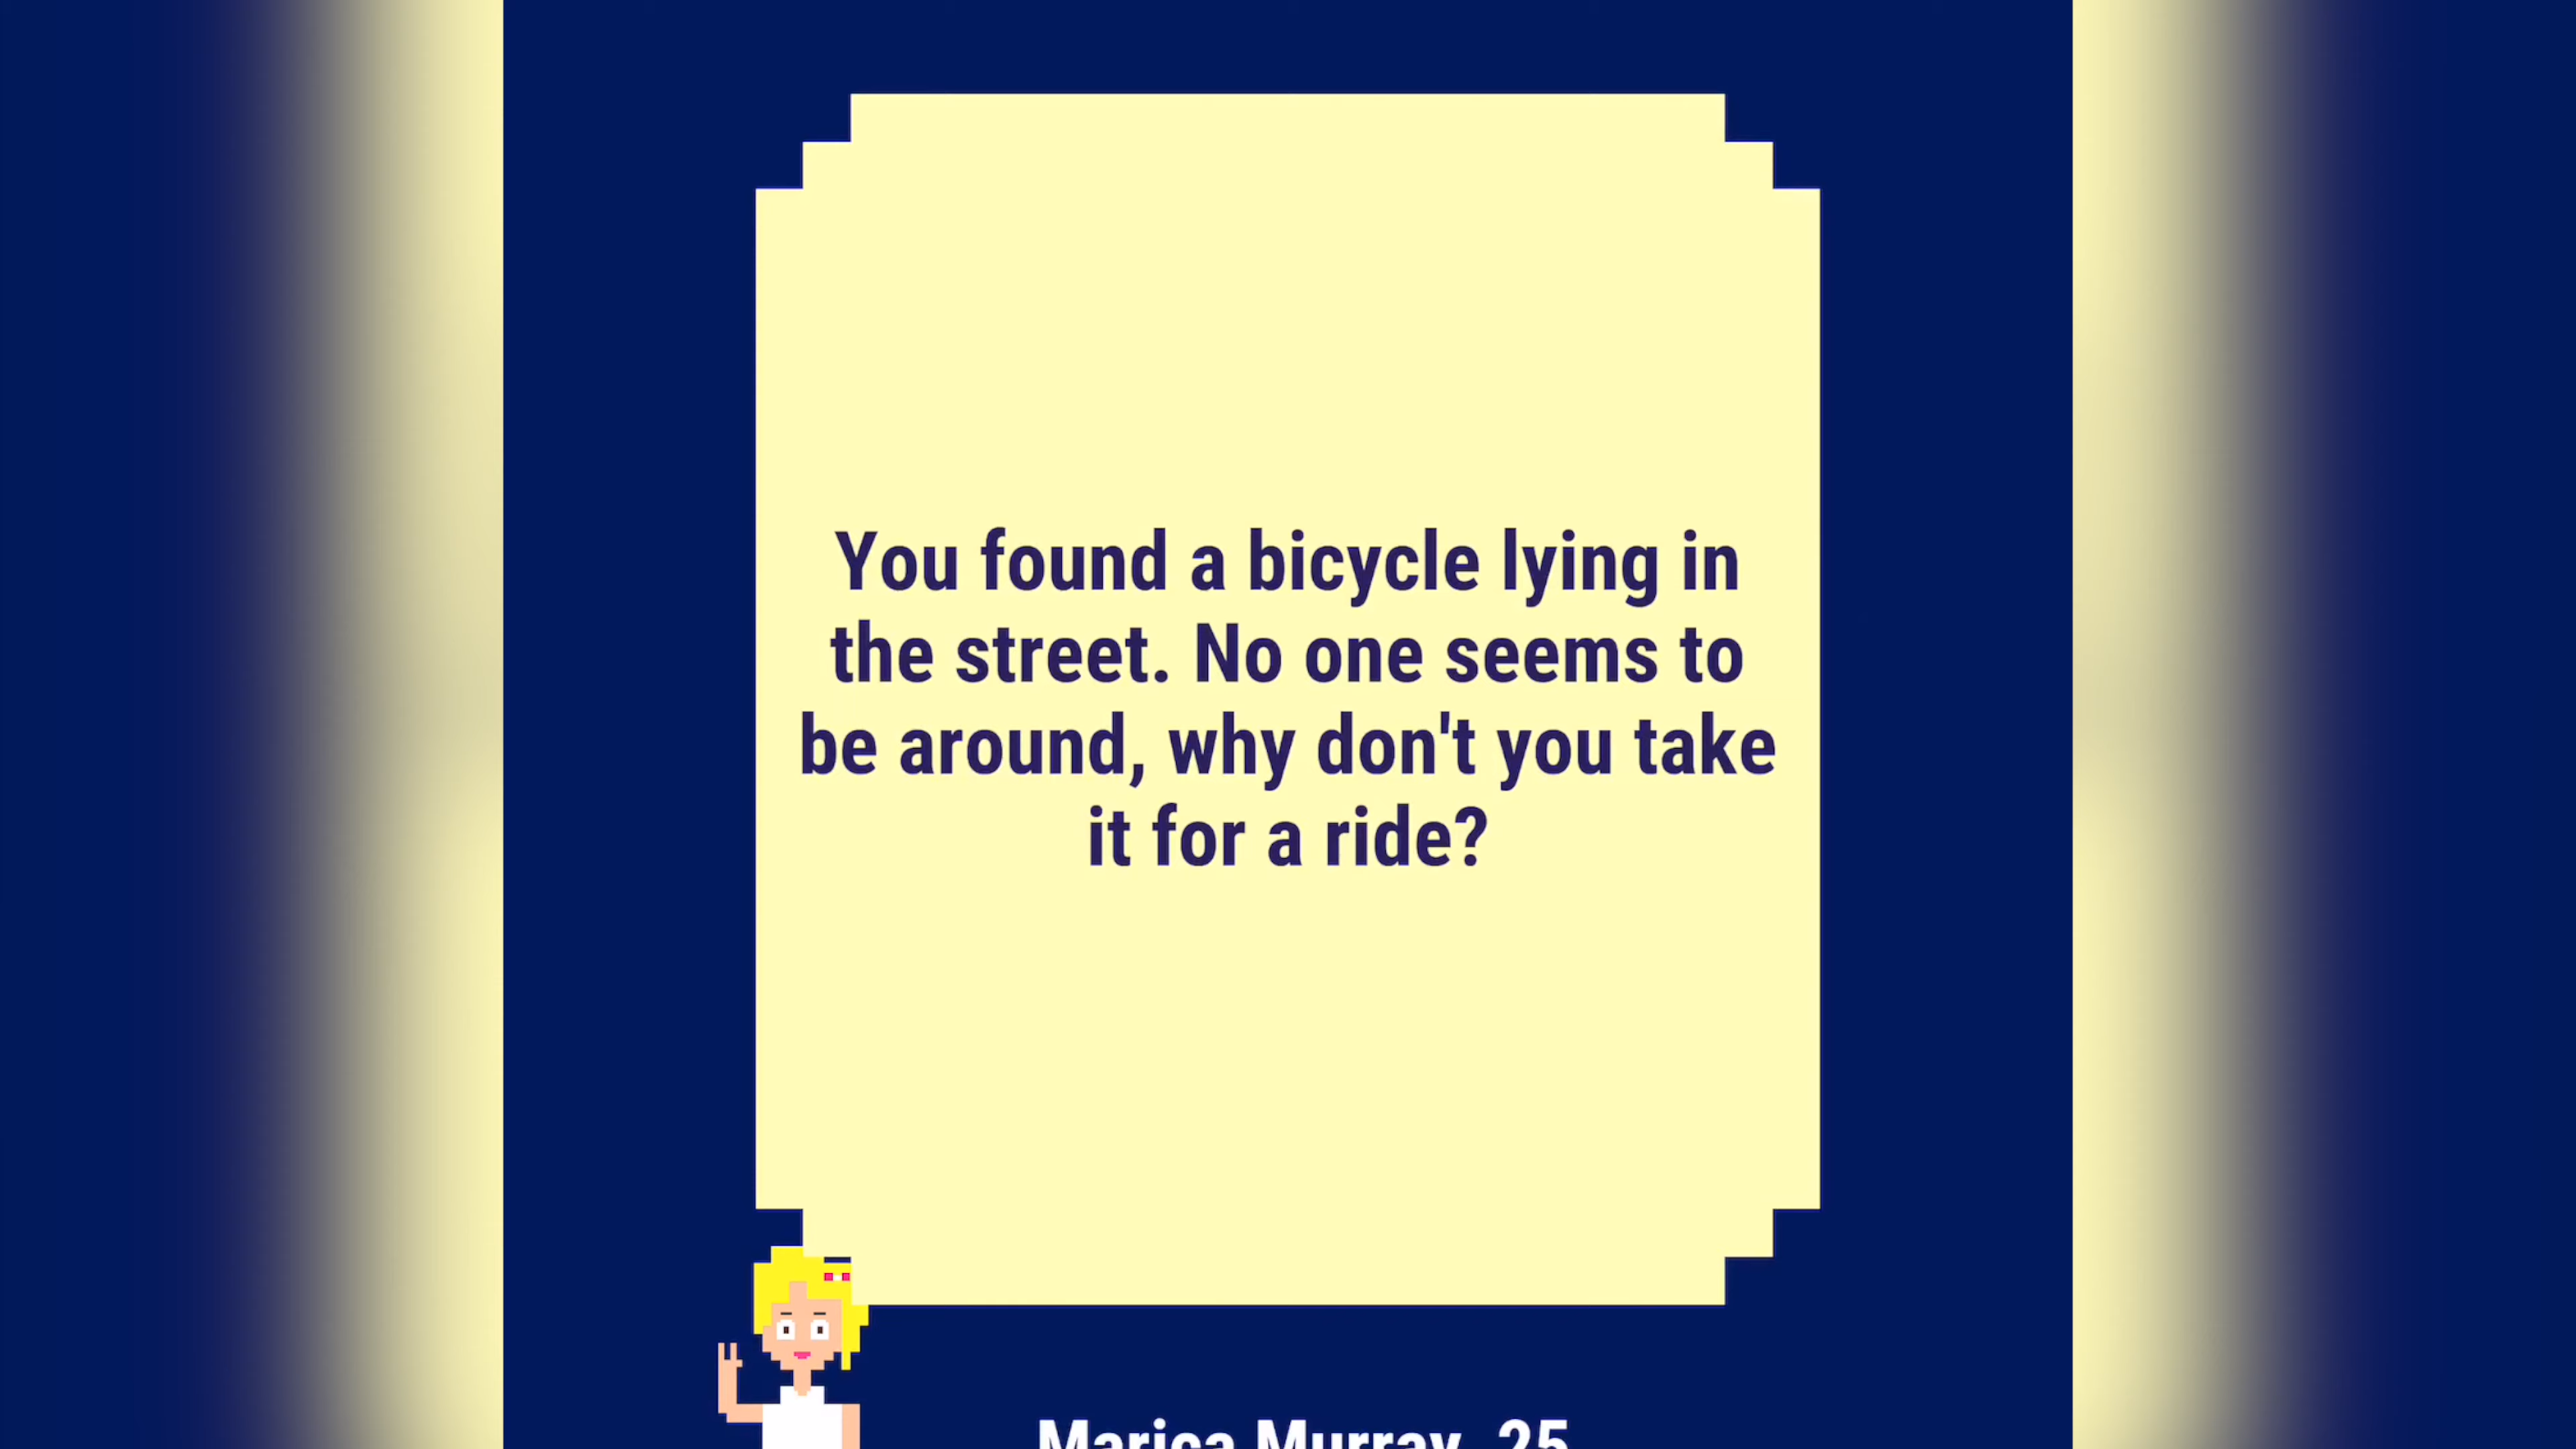 You found a bicycle lying in
the street. No one seems to
be around, why don't you take
it for a ride?
Marica Murray, 25